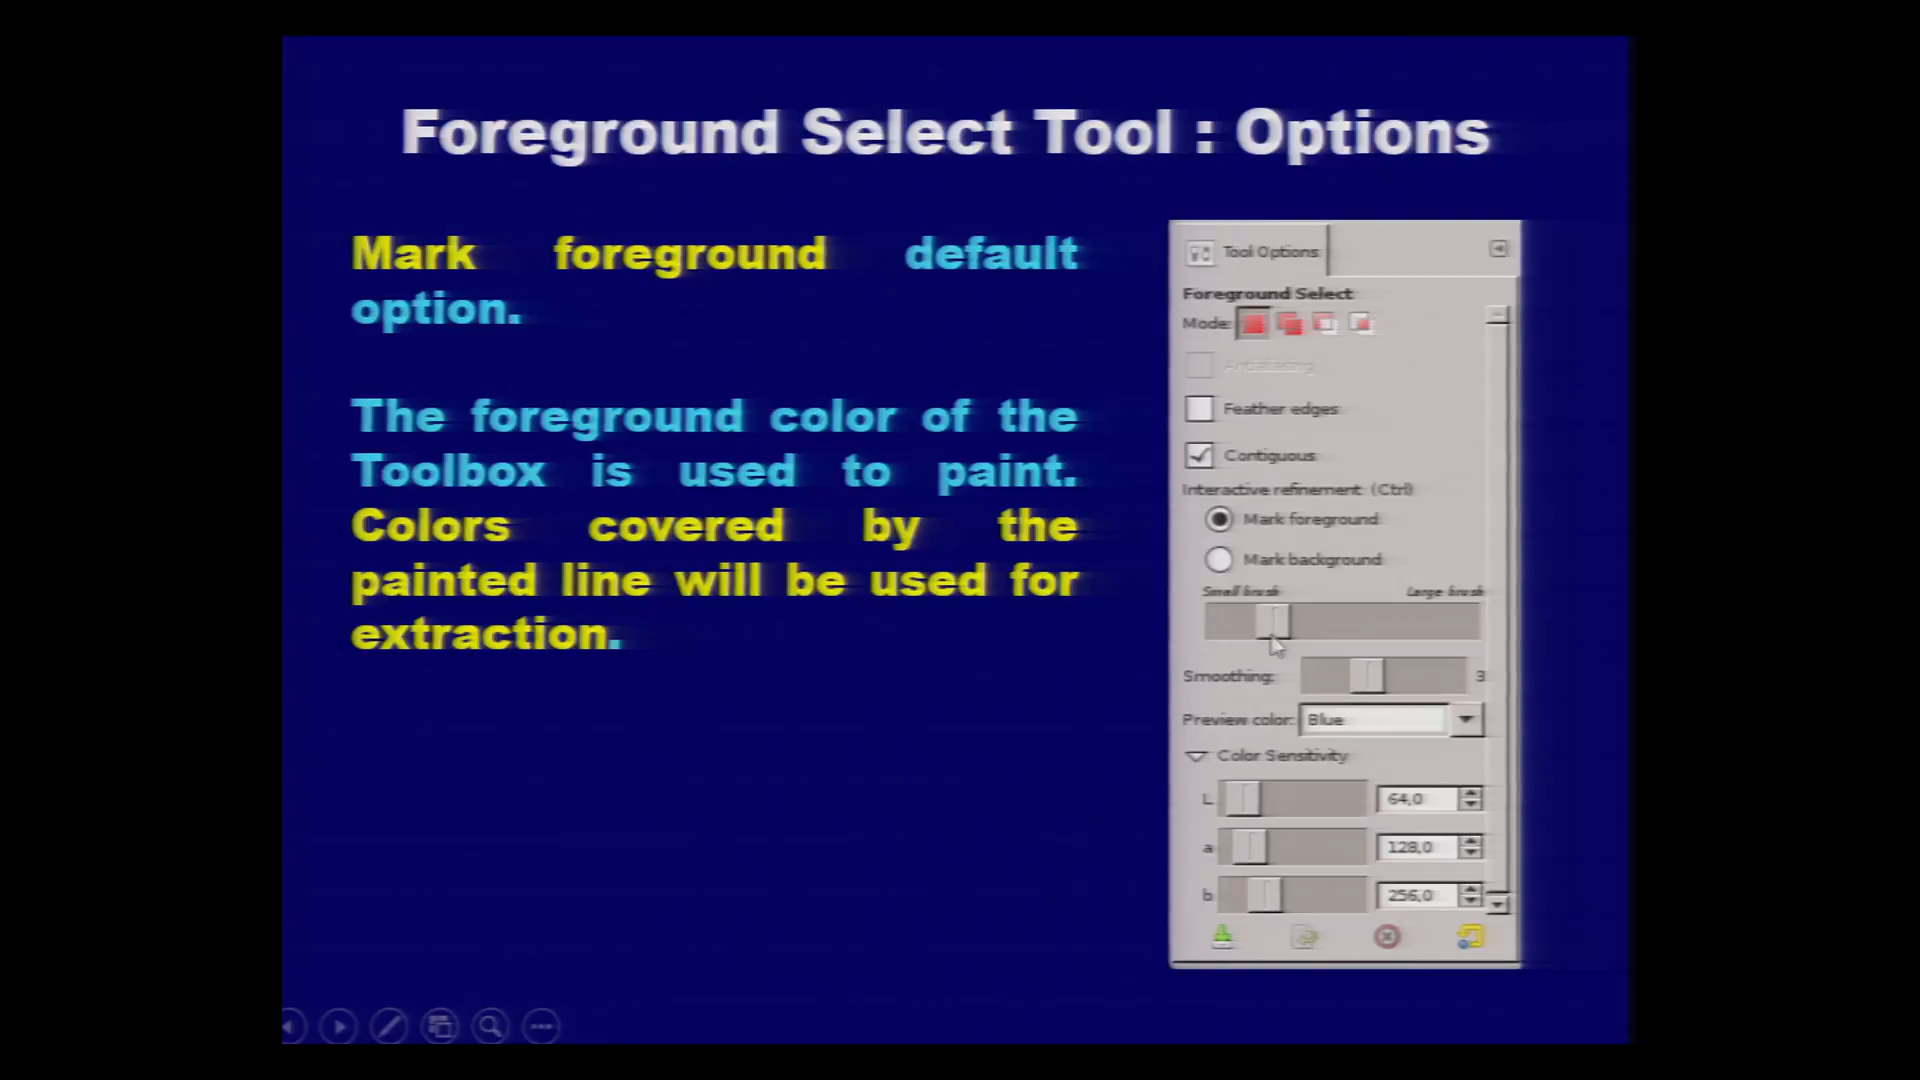 Foreground Select Tool : Options
Mark foreground default
option.
The foreground color of the
Toolbox is used to paint.
Colors covered by the
painted line will be used for
extraction.
Tool Options
Foreground Select
Mode:
Antialiasing
Feather edges
Contiguous
Interactive refinement (Ctrl)
Mark foreground
Mark background
Small brush Large brush
Smoothing: 3
Preview color: Blue
Color Sensitivity
L 64,0
a 128,0
b 256,0